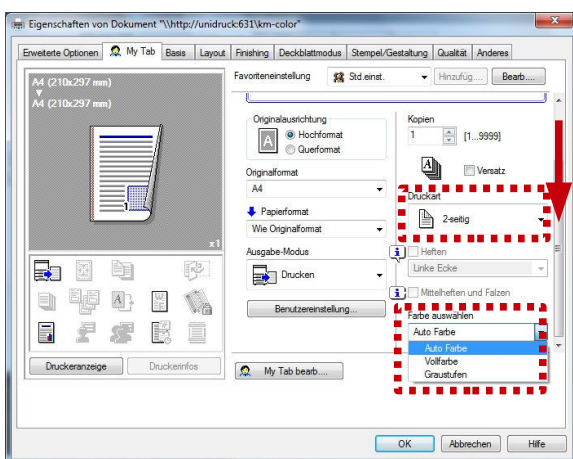 Eigenschaften von Dokument "\\http://unidruck:631\km-color"
Erweiterte Optionen My Tab Basis Layout Finishing Deckblattmodus Stempel/Gestaltung Qualität Anderes
A4 (210x297 mm)
A4 (210x297 mm)
1
x1
Druckeranzeige Druckerinfos
Favoriteneinstellung Std.einst. Hinzufüg.... Bearb....
Originalausrichtung
A
Hochformat
Querformat
Originalformat
A4
Papierformat
Wie Originalformat
Ausgabe-Modus
Drucken
Benutzereinstellung...
Kopien
1 [1...9999]
Versatz
Druckart
2-seitig
Heften
Linke Ecke
Mittelheften und Falzen
Farbe auswählen
Auto Farbe
Auto Farbe
Vollfarbe
Graustufen
My Tab bearb....
OK Abbrechen Hilfe